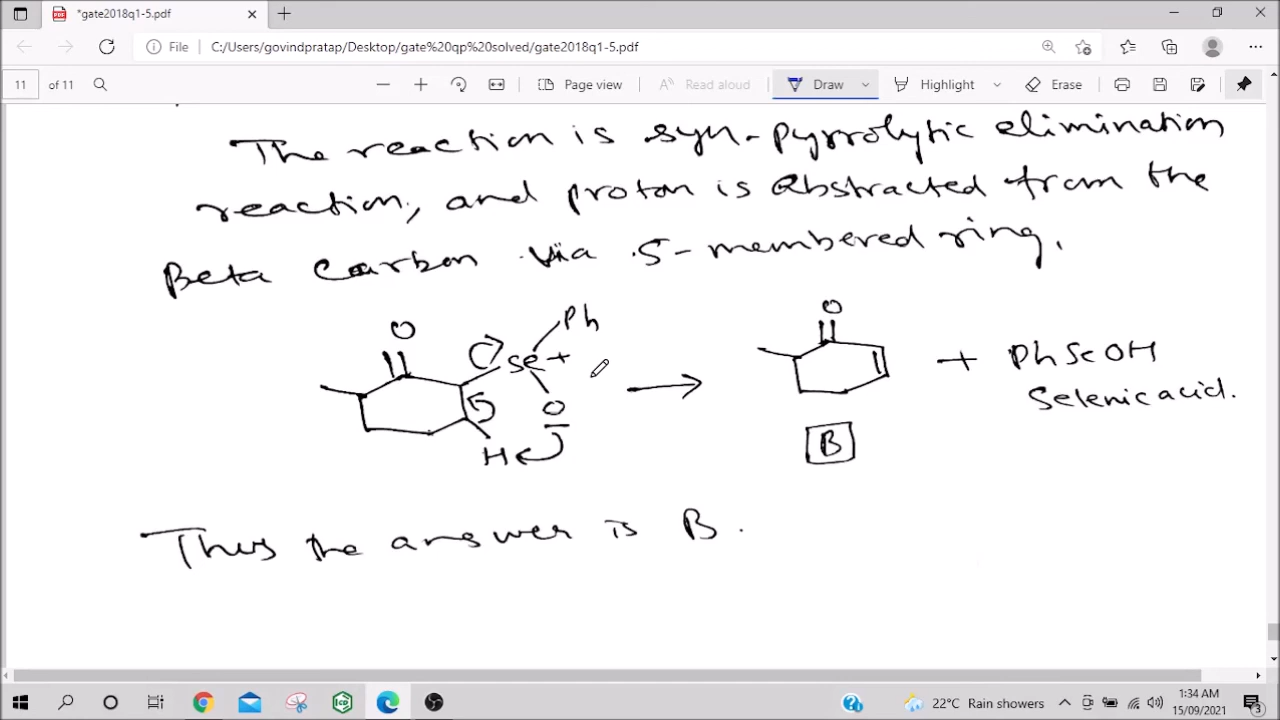 *gate2018q1-5.pdf
File C:/Users/govindpratap/Desktop/gate%20qp%20solved/gate2018q1-5.pdf
11 of 11 Page view Read aloud Draw Highlight Erase
The reaction is syn-pyrrolytic elimination
reaction, and proton is Abstracted from the
Beta Carbon via 5-membered ring.
O Ph O
Se+ + PhSeOH
O Selenic acid.
H B
Thus the answer is B.
22°C Rain showers 1:34 AM
15/09/2021 3